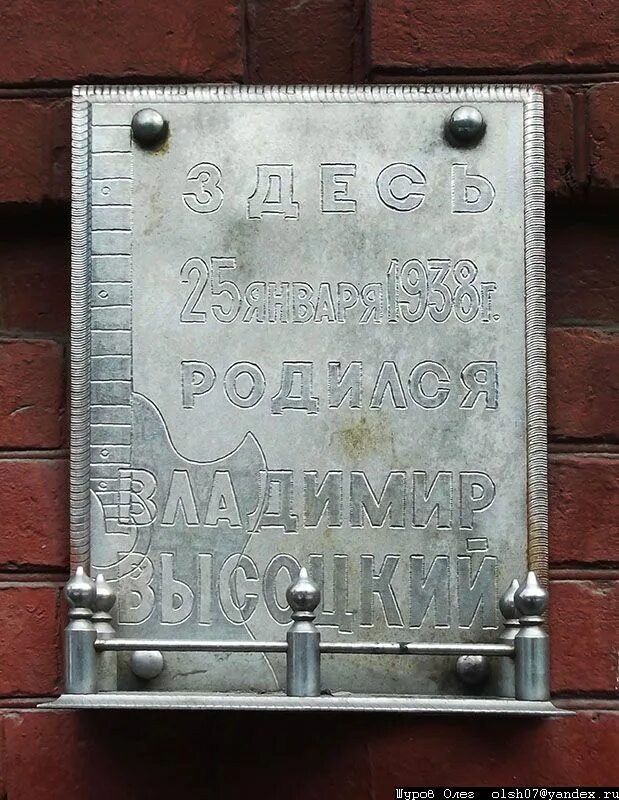 ЗДЕСЬ
25 ЯНВАРЯ 1938 Г.
РОДИЛСЯ
ВЛАДИМИР
ВЫСОЦКИЙ
Шуров Олег olsh07@yandex.ru